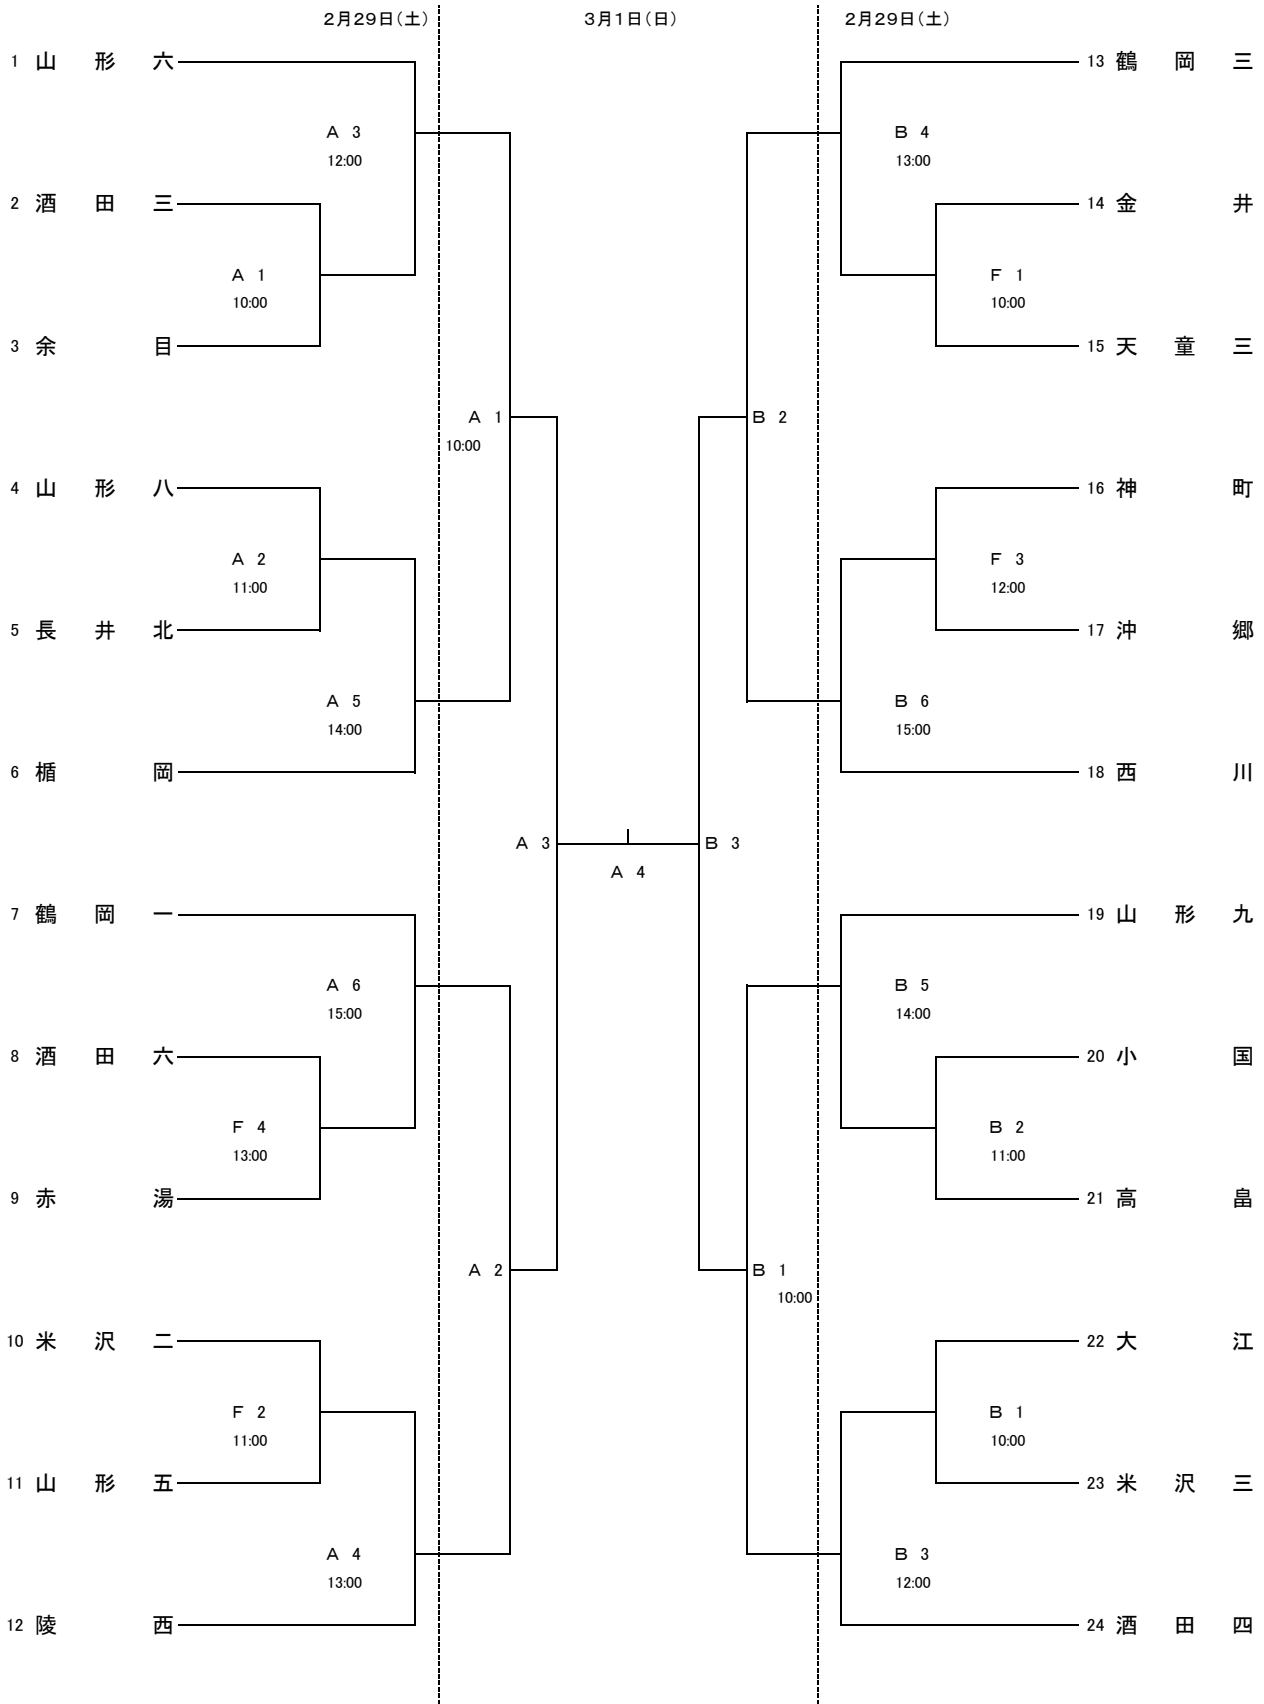 2月29日(土) 3月1日(日) 2月29日(土)
1 山形六 13 鶴岡三
A 3 B 4
12:00 13:00
2 酒田三 14 金井
A 1 F 1
10:00 10:00
3 余目 15 天童三
A 1 B 2
10:00
4 山形八 16 神町
A 2 F 3
11:00 12:00
5 長井北 17 沖郷
A 5 B 6
14:00 15:00
6 楯岡 18 西川
A 3 B 3
A 4
7 鶴岡一 19 山形九
A 6 B 5
15:00 14:00
8 酒田六 20 小国
F 4 B 2
13:00 11:00
9 赤湯 21 高畠
A 2 B 1
10:00
10 米沢二 22 大江
F 2 B 1
11:00 10:00
11 山形五 23 米沢三
A 4 B 3
13:00 12:00
12 陵西 24 酒田四